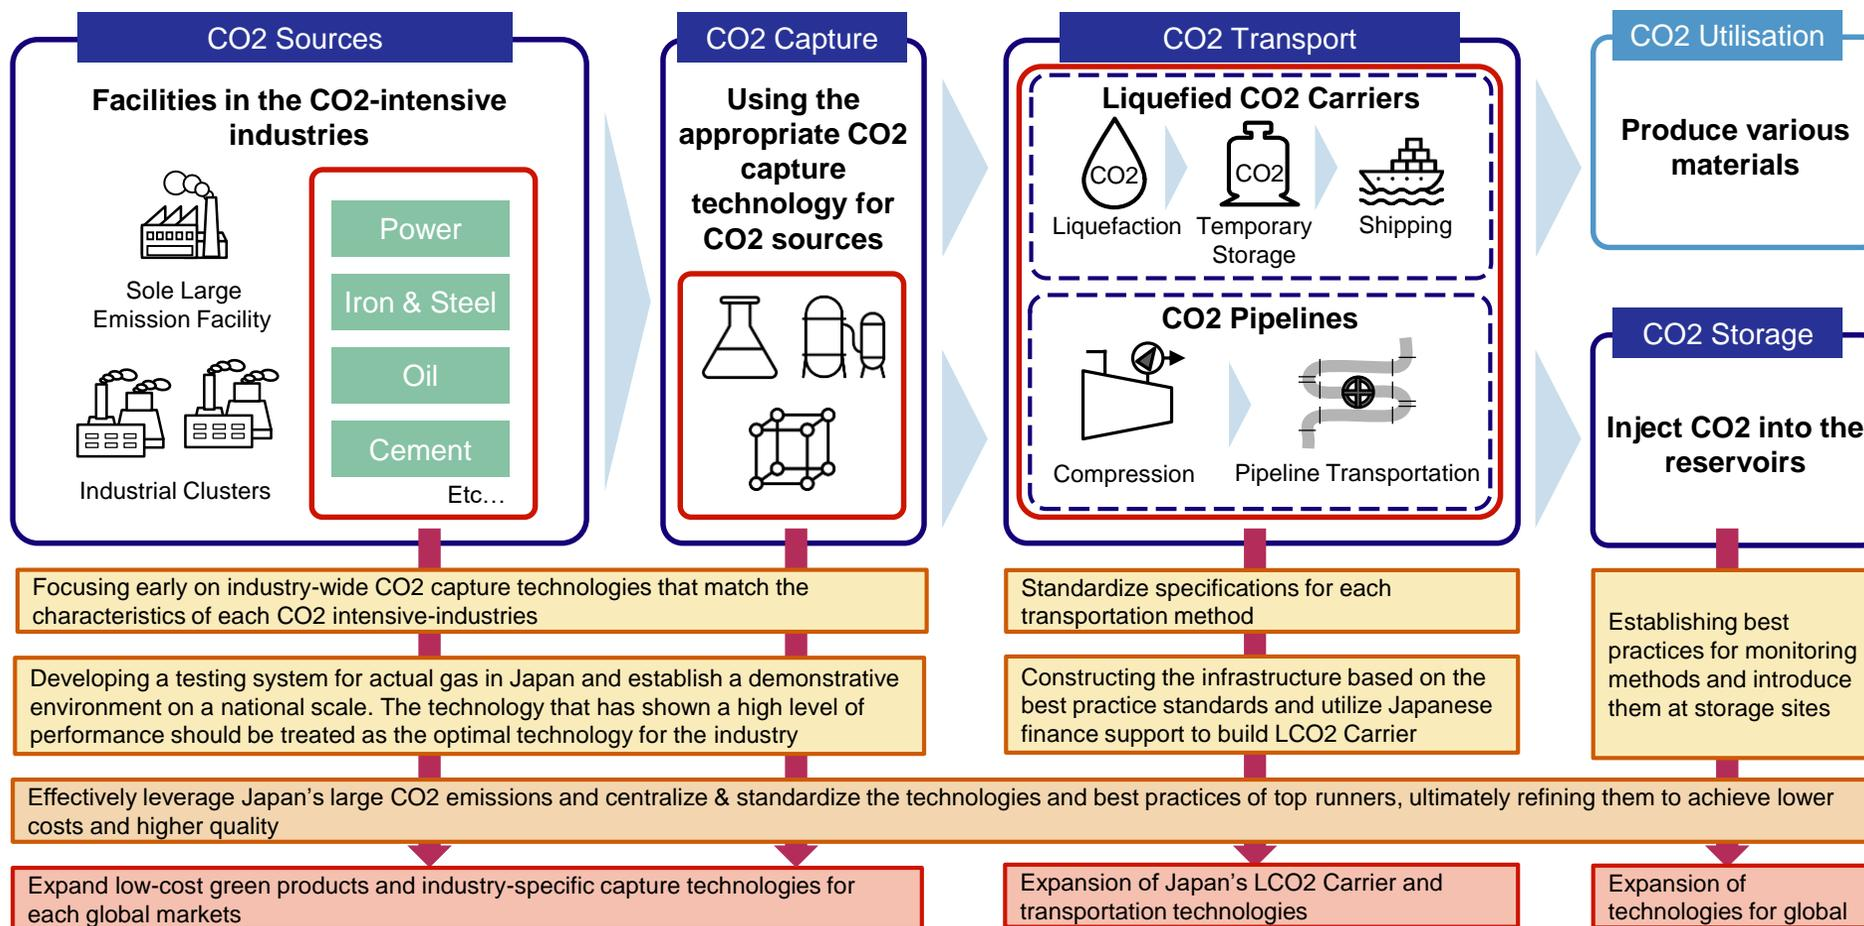 CO2 Sources
Facilities in the CO2-intensive
industries
Sole Large
Emission Facility
Industrial Clusters
Power
Iron & Steel
Oil
Cement
Etc…
CO2 Capture
Using the
appropriate CO2
capture
technology for
CO2 sources
CO2 Transport
Liquefied CO2 Carriers
CO2
CO2
Liquefaction
Temporary
Storage
Shipping
CO2 Pipelines
Compression
Pipeline Transportation
CO2 Utilisation
Produce various
materials
CO2 Storage
Inject CO2 into the
reservoirs
Focusing early on industry-wide CO2 capture technologies that match the
characteristics of each CO2 intensive-industries
Developing a testing system for actual gas in Japan and establish a demonstrative
environment on a national scale. The technology that has shown a high level of
performance should be treated as the optimal technology for the industry
Standardize specifications for each
transportation method
Constructing the infrastructure based on the
best practice standards and utilize Japanese
finance support to build LCO2 Carrier
Establishing best
practices for monitoring
methods and introduce
them at storage sites
Effectively leverage Japan’s large CO2 emissions and centralize & standardize the technologies and best practices of top runners, ultimately refining them to achieve lower
costs and higher quality
Expand low-cost green products and industry-specific capture technologies for
each global markets
Expansion of Japan’s LCO2 Carrier and
transportation technologies
Expansion of
technologies for global